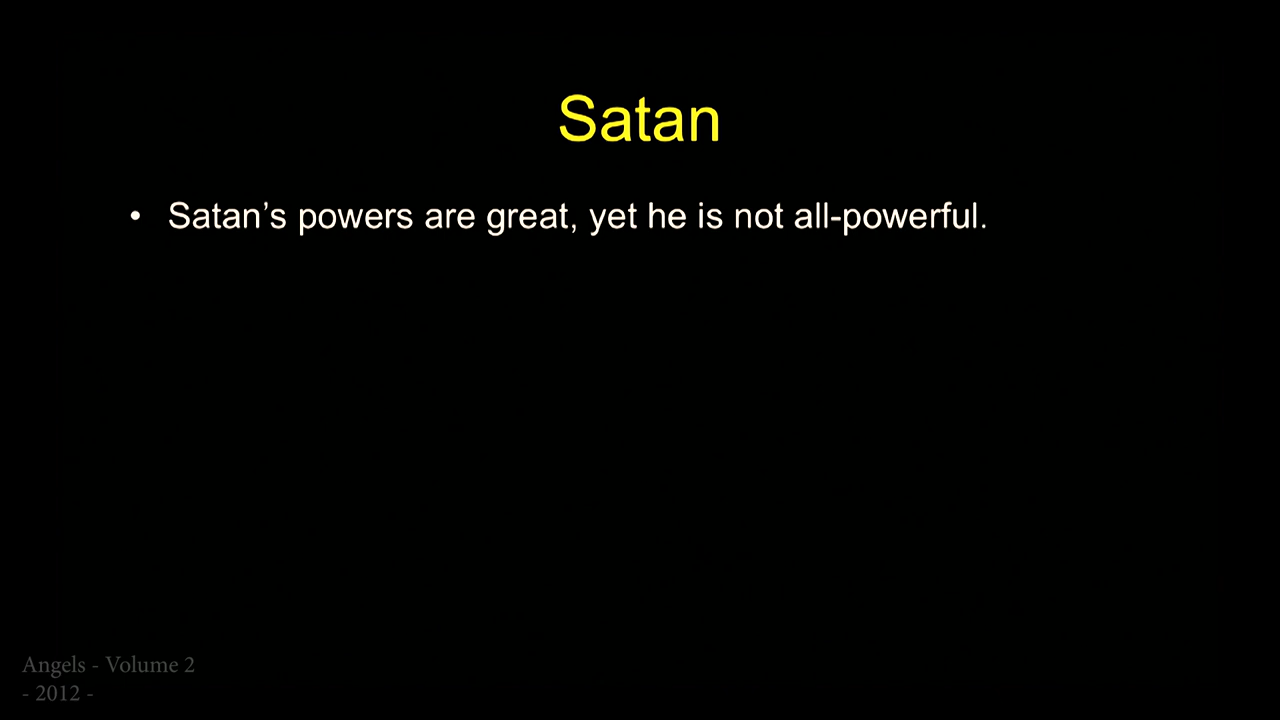 Satan
• Satan’s powers are great, yet he is not all-powerful.
Angels - Volume 2
- 2012 -